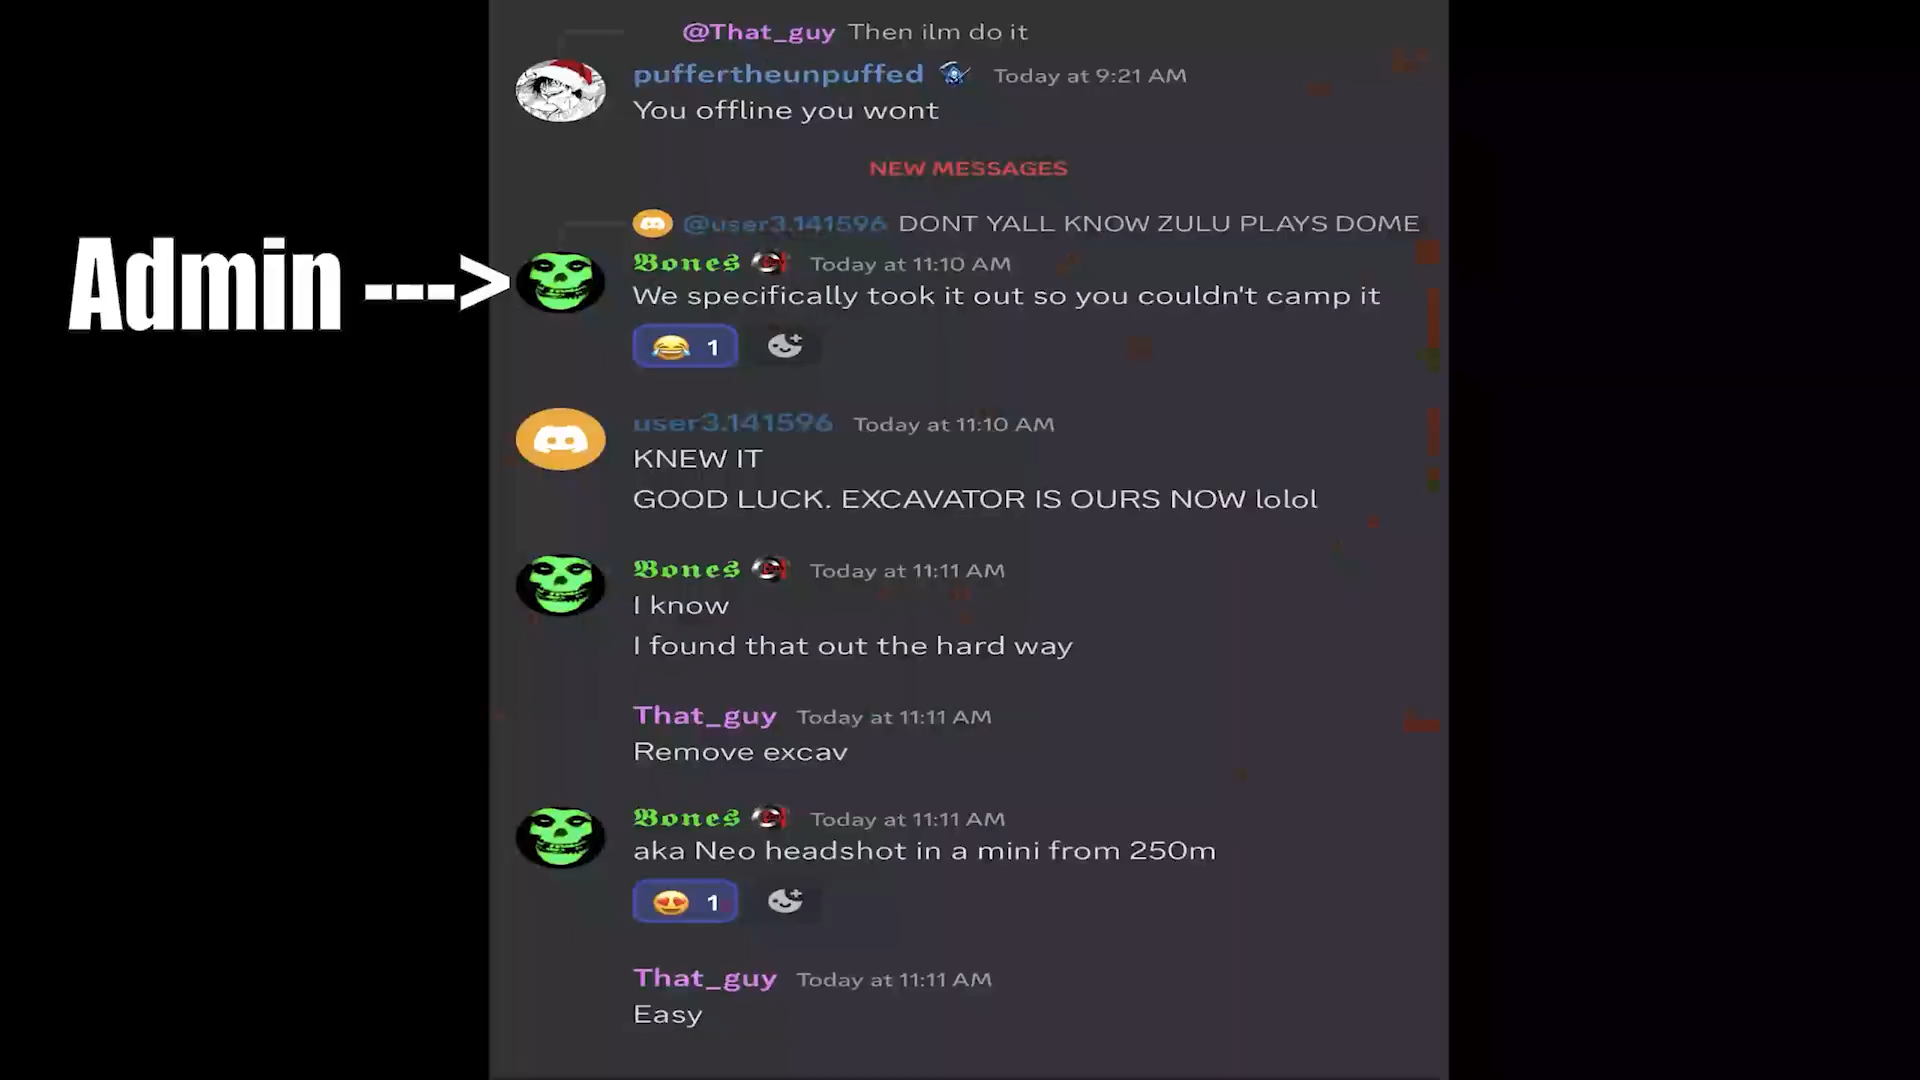 @That_guy Then ilm do it
puffertheunpuffed Today at 9:21 AM
You offline you wont
NEW MESSAGES
@user3.141596 DONT YALL KNOW ZULU PLAYS DOME
Admin --->
Bones Today at 11:10 AM
We specifically took it out so you couldn't camp it
1
user3.141596 Today at 11:10 AM
KNEW IT
GOOD LUCK. EXCAVATOR IS OURS NOW lolol
Bones Today at 11:11 AM
I know
I found that out the hard way
That_guy Today at 11:11 AM
Remove excav
Bones Today at 11:11 AM
aka Neo headshot in a mini from 250m
1
That_guy Today at 11:11 AM
Easy